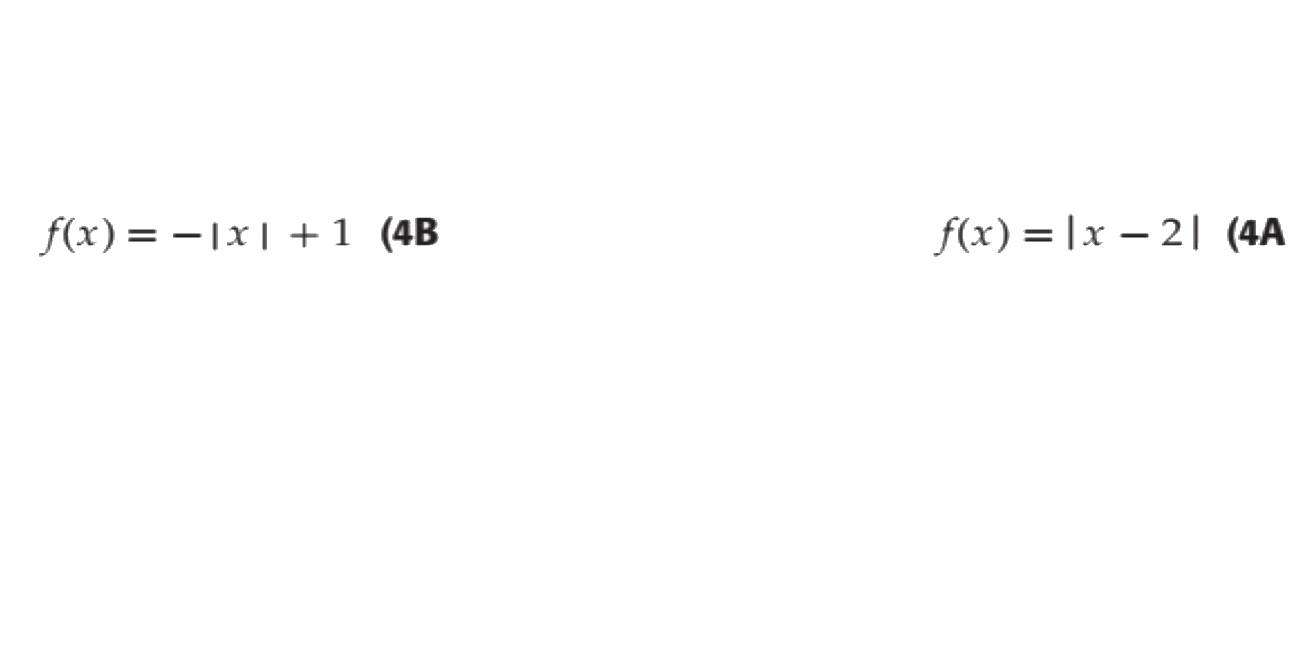 f(x) = |x − 2| (4A
f(x) = −|x| + 1 (4B